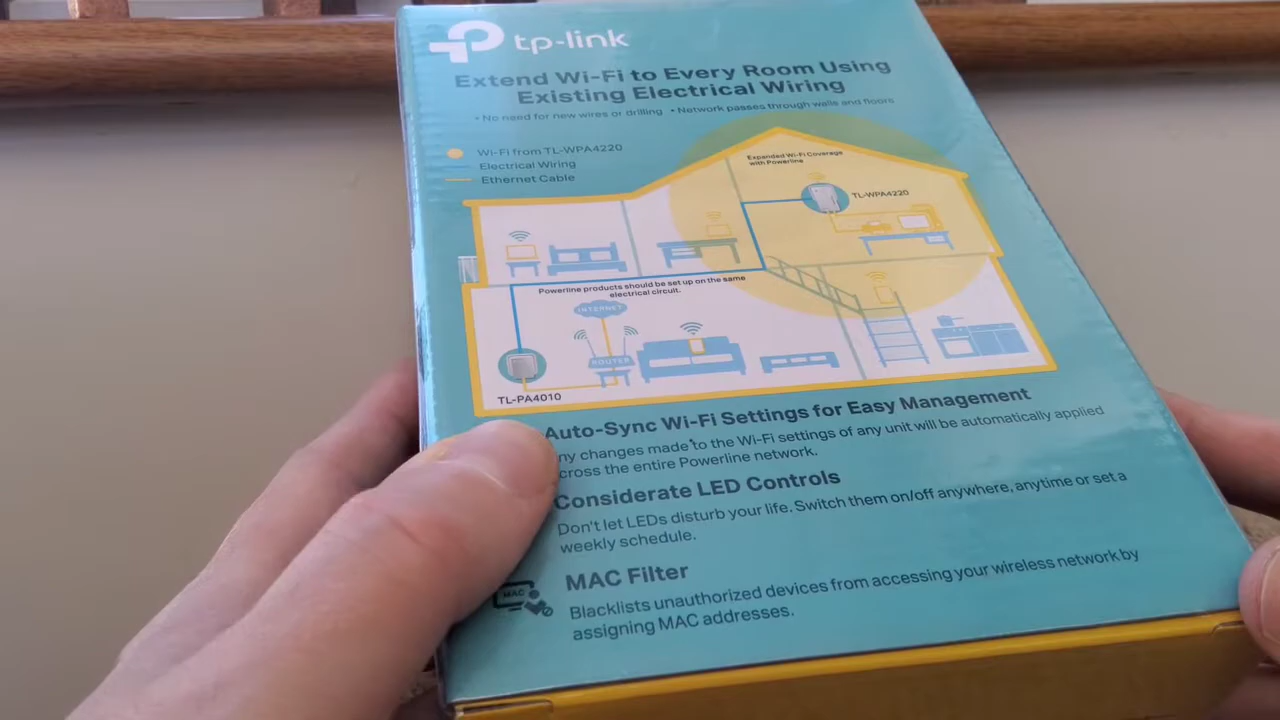 tp-link
Extend Wi-Fi to Every Room Using
Existing Electrical Wiring
• No need for new wires or drilling • Network passes through walls and floors
Wi-Fi from TL-WPA4220
Electrical Wiring
Ethernet Cable
Expanded Wi-Fi Coverage
with Powerline
TL-WPA4220
Powerline products should be set up on the same
electrical circuit.
INTERNET
ROUTER
TL-PA4010
Auto-Sync Wi-Fi Settings for Easy Management
ny changes made to the Wi-Fi settings of any unit will be automatically applied
cross the entire Powerline network.
Considerate LED Controls
Don't let LEDs disturb your life. Switch them on/off anywhere, anytime or set a
weekly schedule.
MAC
MAC Filter
Blacklists unauthorized devices from accessing your wireless network by
assigning MAC addresses.